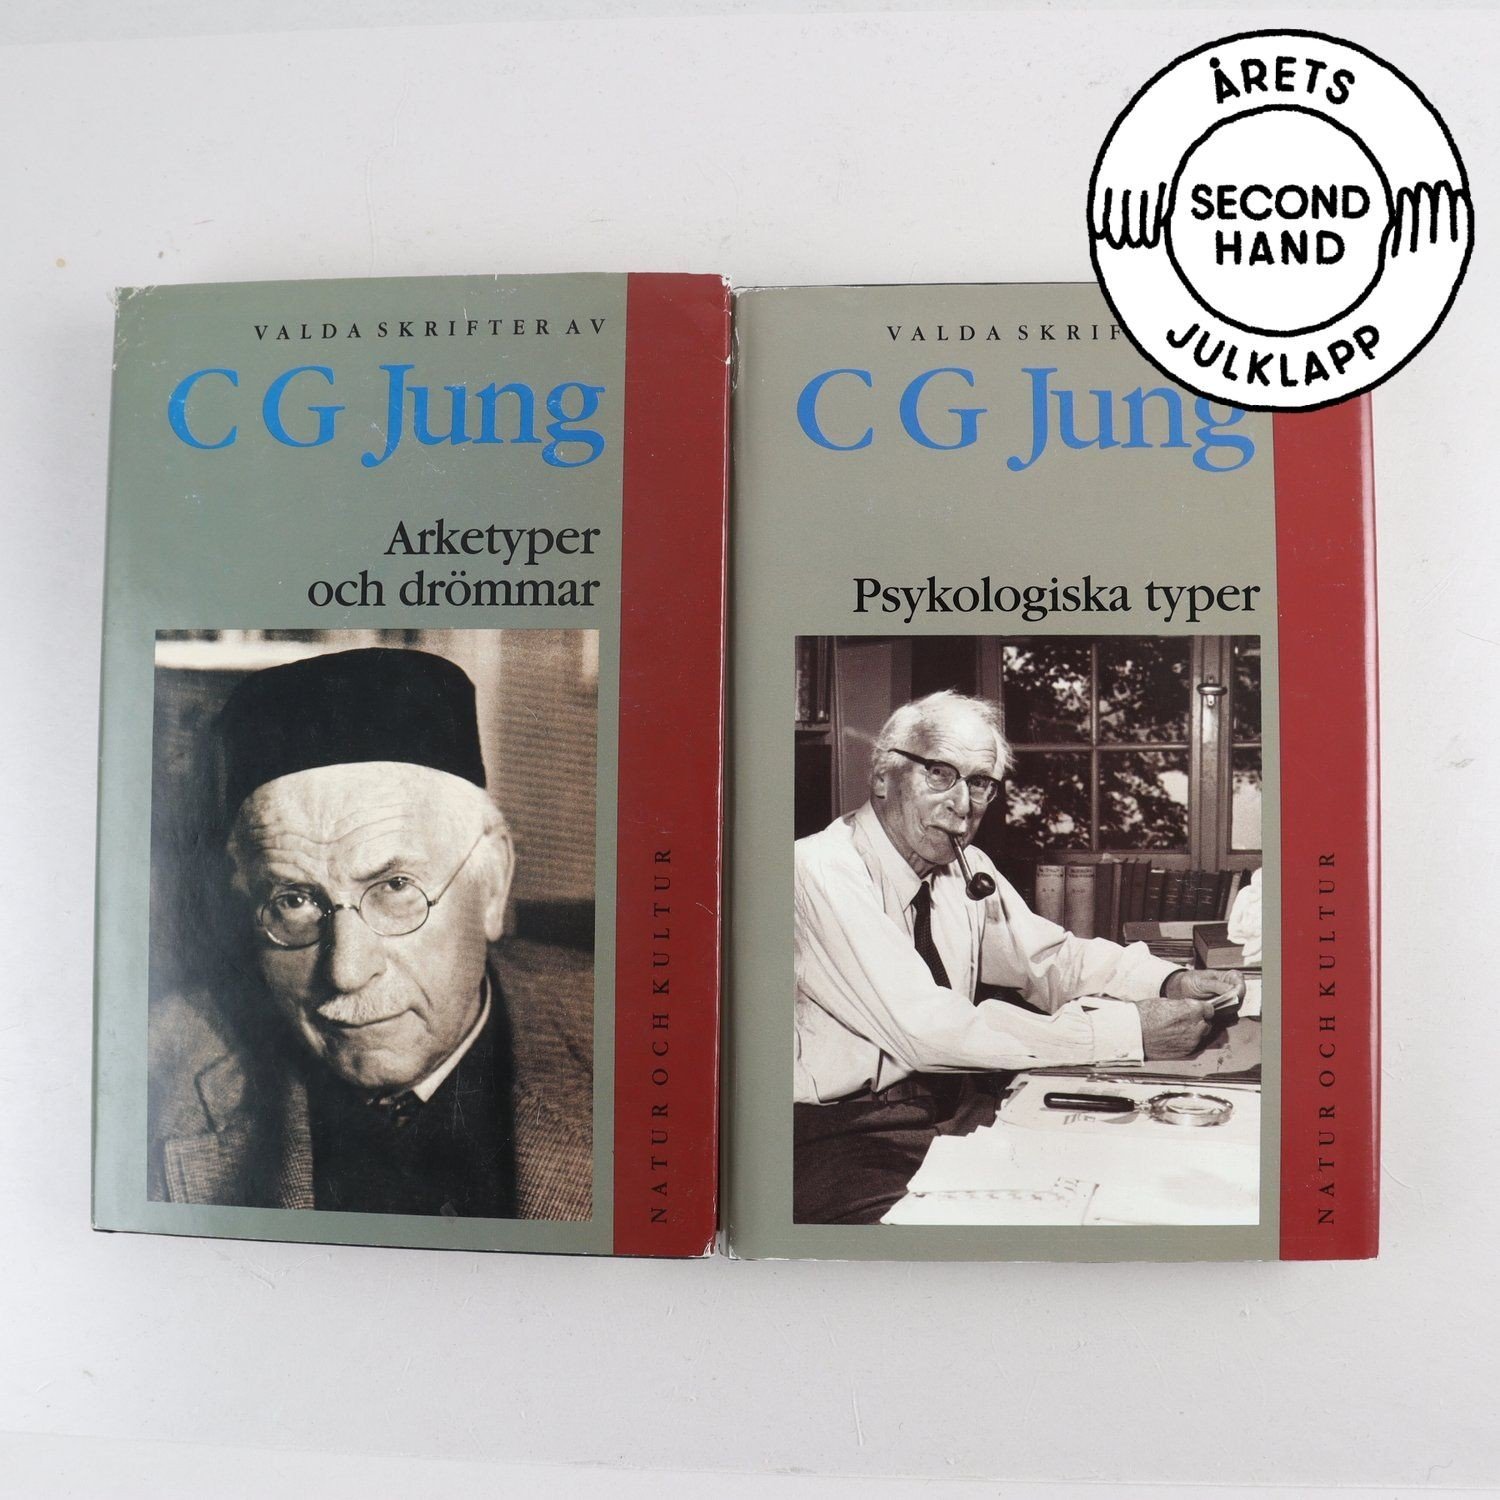 VALDA SKRIFTER AV
C G Jung
Arketyper
och drömmar
NATUR OCH KULTUR
VALDA
C G Jung
Psykologiska typer
NATUR OCH KULTUR
ÅRETS
SECOND
HAND
JULKLAPP